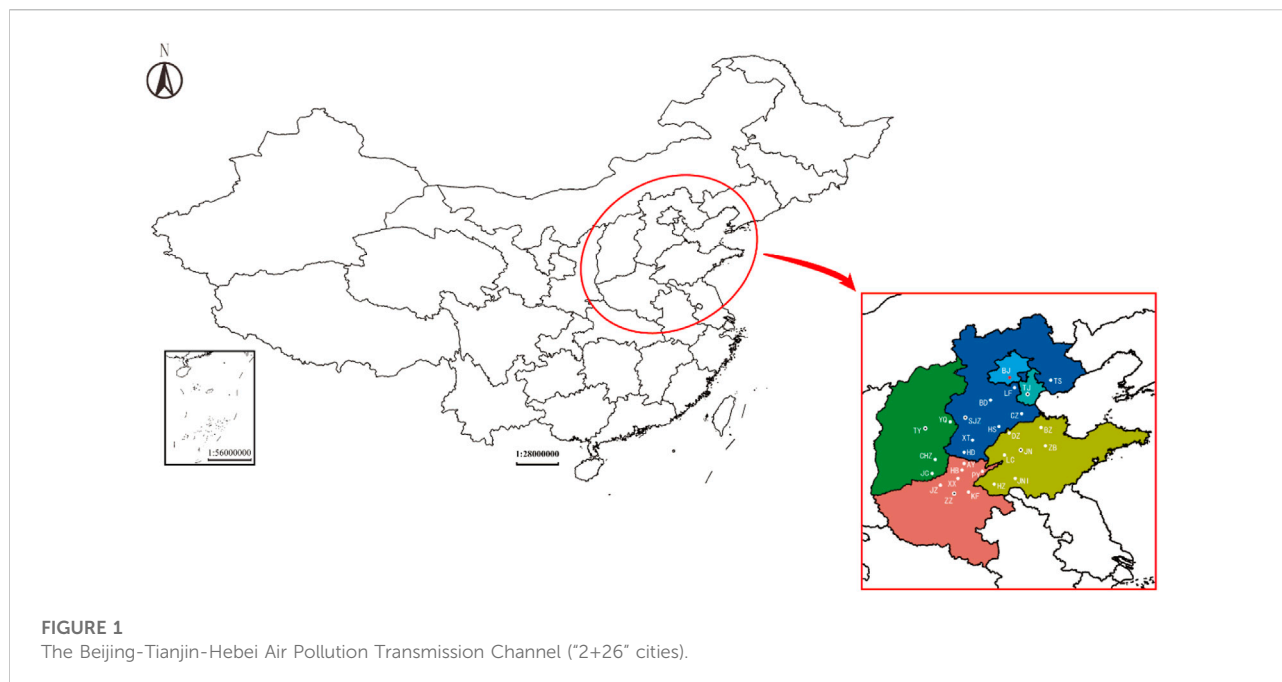 N
1:56000000
1:28000000
BJ
TS
LF
TJ
BD
CZ
SJZ
YQ
TY
HS
DZ
BZ
XT
ZB
JN
HD
LC
CHZ
AY
HB
PY
JC
XX
JNI
HZ
JZ
KF
ZZ
FIGURE 1
The Beijing-Tianjin-Hebei Air Pollution Transmission Channel (“2+26” cities).